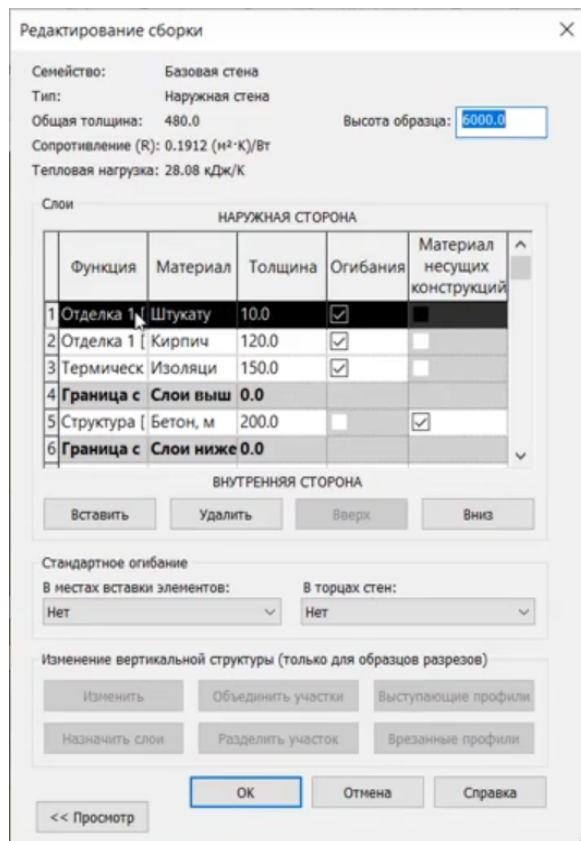 Редактирование сборки
Семейство: Базовая стена
Тип: Наружная стена
Общая толщина: 480.0 Высота образца: 6000.0
Сопротивление (R): 0.1912 (м²·К)/Вт
Тепловая нагрузка: 28.08 кДж/К
Слои
НАРУЖНАЯ СТОРОНА
Функция Материал Толщина Огибания Материал несущих конструкций
1 Отделка 1 [ Штукату 10.0
2 Отделка 1 [ Кирпич 120.0
3 Термическ Изоляци 150.0
4 Граница с Слои выш 0.0
5 Структура [ Бетон, м 200.0
6 Граница с Слои ниже 0.0
ВНУТРЕННЯЯ СТОРОНА
Вставить Удалить Вверх Вниз
Стандартное огибание
В местах вставки элементов: В торцах стен:
Нет Нет
Изменение вертикальной структуры (только для образцов разрезов)
Изменить Объединить участки Выступающие профили
Назначить слои Разделить участок Врезанные профили
ОК Отмена Справка
<< Просмотр